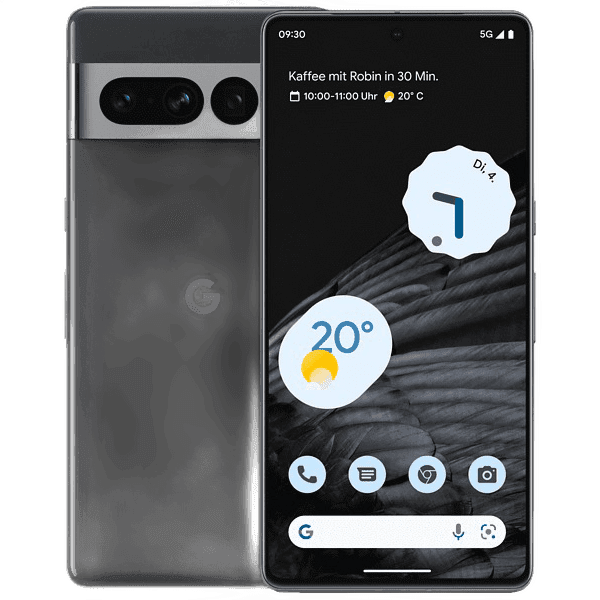 09:30 5G
Kaffee mit Robin in 30 Min.
10:00-11:00 Uhr 20° C
Di, 4.
20°